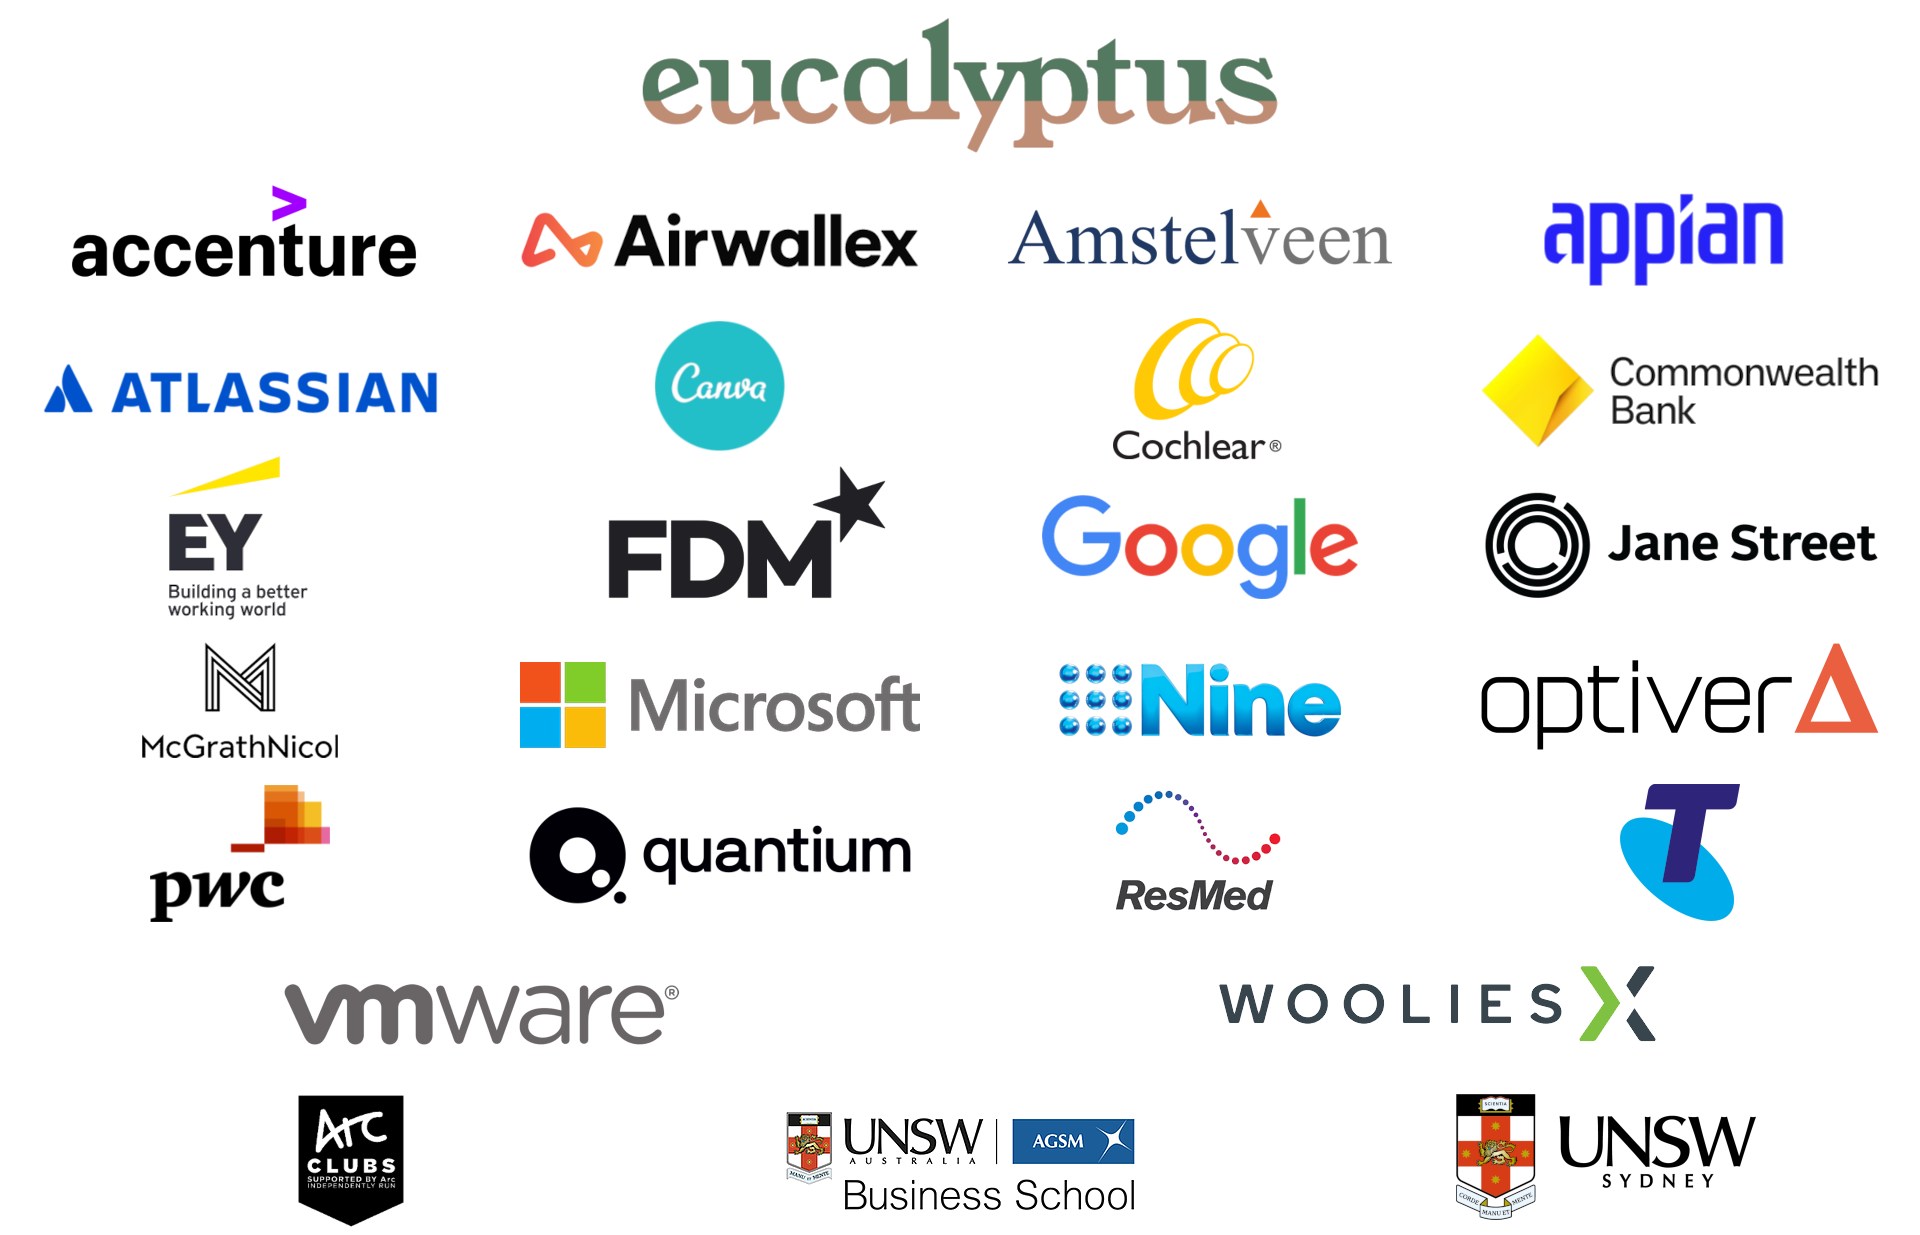 eucalyptus
accenture
Airwallex
Amstelveen
appian
ATLASSIAN
Canva
Cochlear®
Commonwealth
Bank
EY
Building a better
working world
FDM
Google
Jane Street
McGrathNicol
Microsoft
Nine
optiver
pwc
quantium
ResMed
T
vmware®
WOOLIES X
Arc
CLUBS
SUPPORTED BY Arc
INDEPENDENTLY RUN
SCIENTIA
MANU ET MENTE
UNSW
AUSTRALIA
AGSM
Business School
SCIENTIA
CORDE MANU ET MENTE
UNSW
SYDNEY